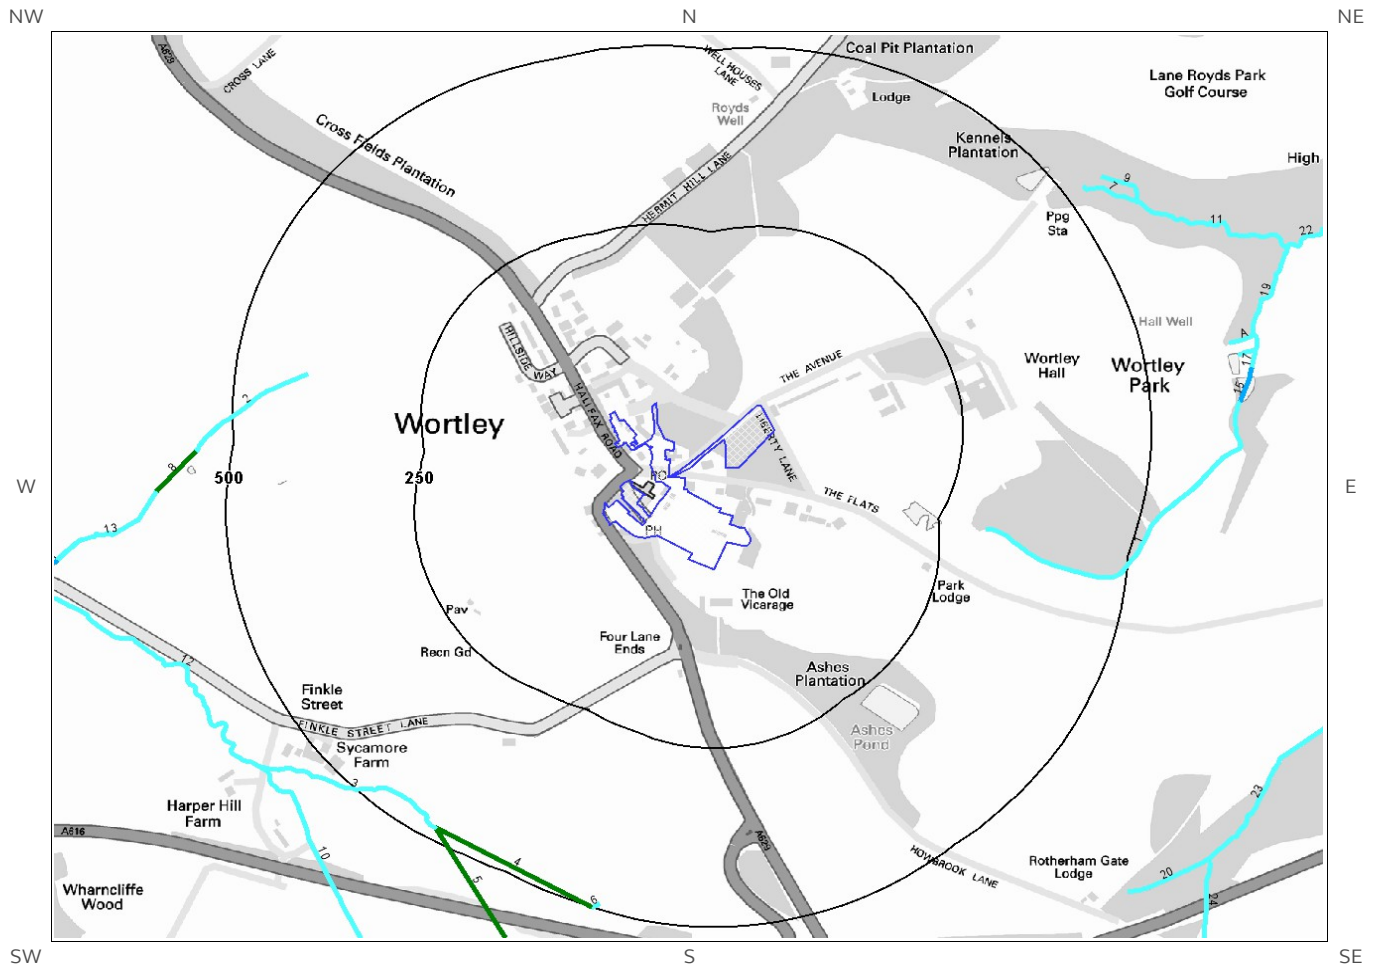 NW
N
NE
A629
CROSS LANE
WELL HOUSES
LANE
Coal Pit Plantation
Lodge
Lane Royds Park
Golf Course
Royds
Well
Cross Fields Plantation
Kennels
Plantation
High
HERMIT HILL LANE
9
7
11
22
Ppg
Sta
19
Hall Well
HILLSIDE
WAY
HALIFAX ROAD
THE AVENUE
Wortley
Hall
Wortley
Park
A
17
15
2
Wortley
LIBERTY LANE
8
500
250
PO
W
E
THE FLATS
13
PH
1
Pav
The Old
Vicarage
Park
Lodge
Recn Gd
Four Lane
Ends
12
Ashes
Plantation
Finkle
Street
FINKLE STREET LANE
Sycamore
Farm
Ashes
Pond
3
23
Harper Hill
Farm
A616
A629
10
4
5
6
HOWBROOK LANE
Rotherham Gate
Lodge
20
24
Wharncliffe
Wood
SW
S
SE